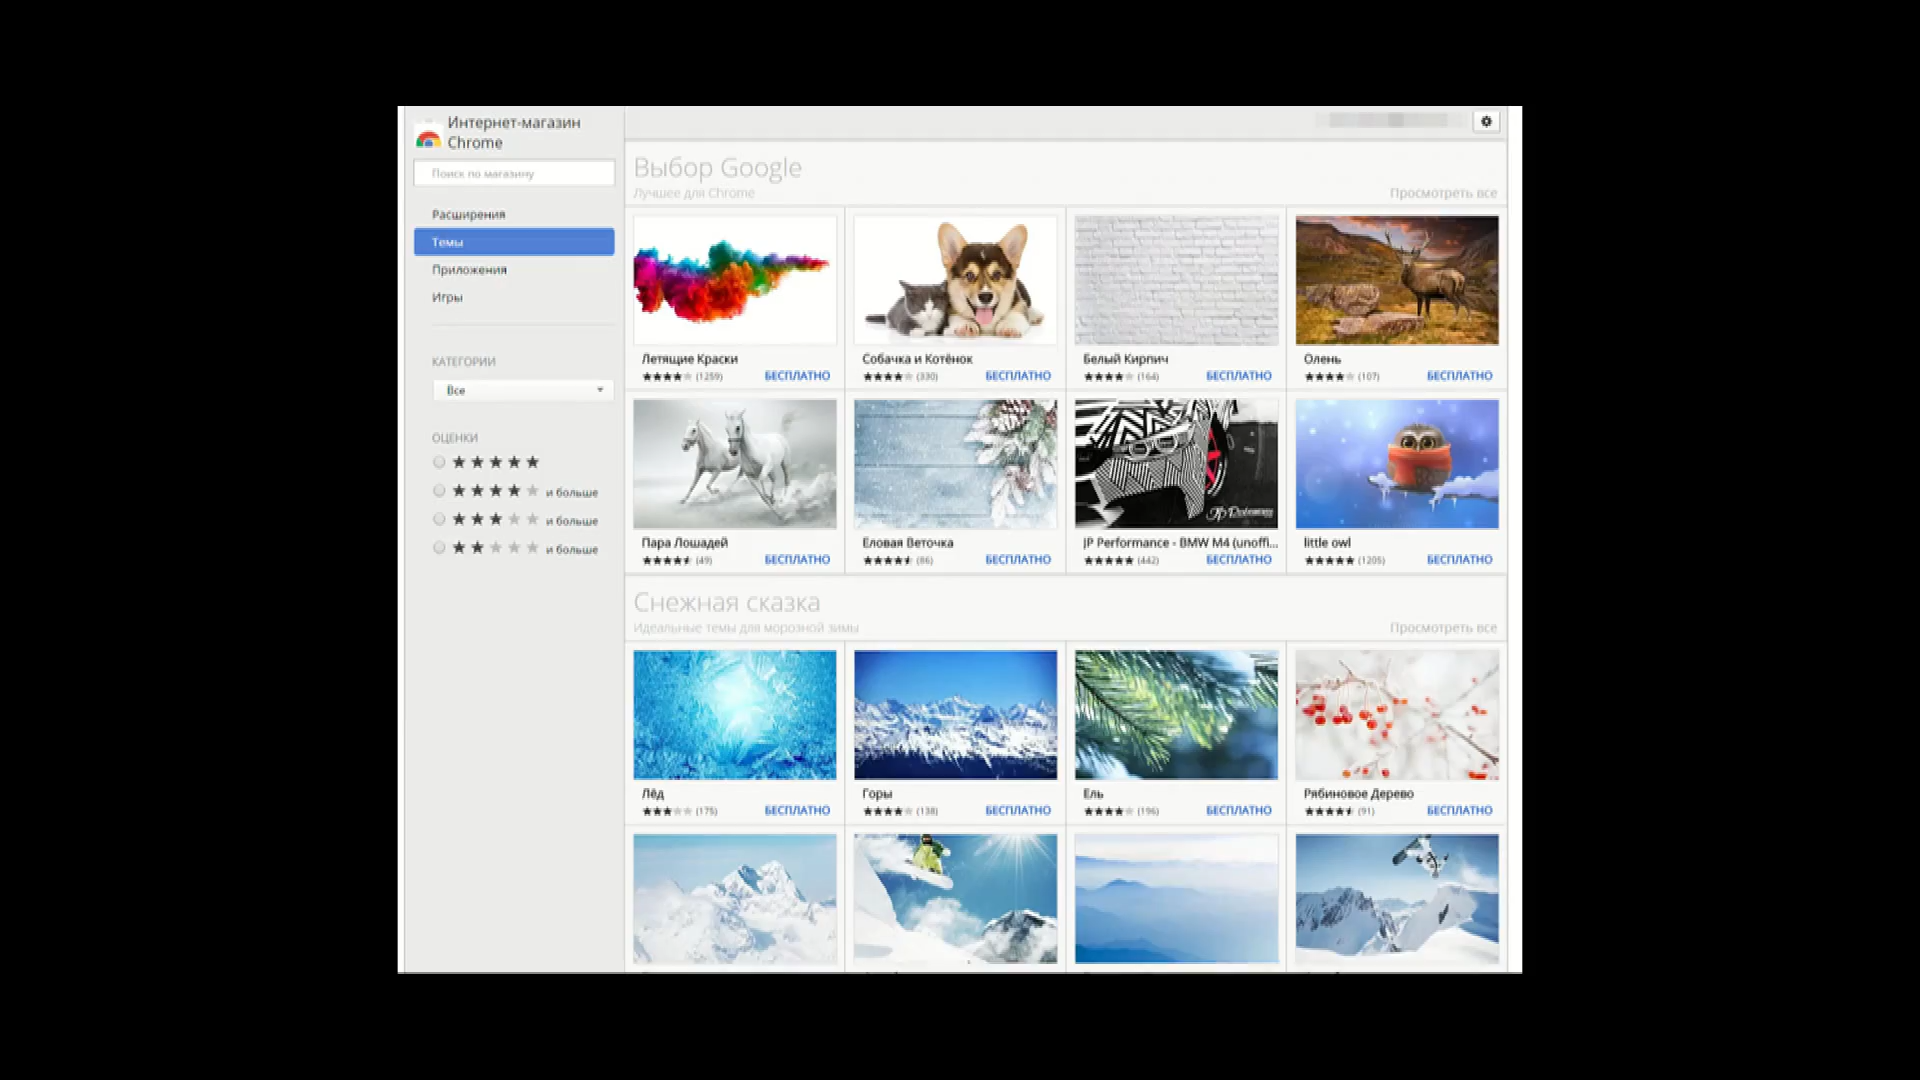 Интернет-магазин
Chrome
Поиск по магазину
Расширения
Темы
Приложения
Игры
КАТЕГОРИИ
Все
ОЦЕНКИ
и больше
и больше
и больше
Выбор Google
Лучшее для Chrome
Просмотреть все
Летящие Краски
(1259) БЕСПЛАТНО
Собачка и Котёнок
(330) БЕСПЛАТНО
Белый Кирпич
(164) БЕСПЛАТНО
Олень
(107) БЕСПЛАТНО
Пара Лошадей
(49) БЕСПЛАТНО
Еловая Веточка
(86) БЕСПЛАТНО
JP Performance
JP Performance - BMW M4 (unoffi...
(442) БЕСПЛАТНО
little owl
(1205) БЕСПЛАТНО
Снежная сказка
Идеальные темы для морозной зимы
Просмотреть все
Лёд
(175) БЕСПЛАТНО
Горы
(138) БЕСПЛАТНО
Ель
(196) БЕСПЛАТНО
Рябиновое Дерево
(91) БЕСПЛАТНО